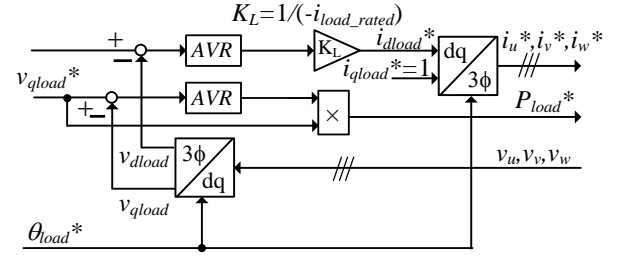 K_L=1/(-i_load_rated)
+
−
AVR
K_L
i_dload*
i_qload*=1
dq
3ϕ
i_u*,i_v*,i_w*
v_qload*
+
−
AVR
×
P_load*
v_dload
3ϕ
dq
v_u,v_v,v_w
v_qload
θ_load*